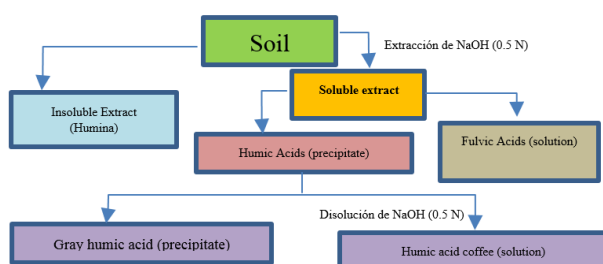 Soil
Extracción de NaOH (0.5 N)
Soluble extract
Insoluble Extract
(Humina)
Humic Acids (precipitate)
Fulvic Acids (solution)
Disolución de NaOH (0.5 N)
Gray humic acid (precipitate)
Humic acid coffee (solution)